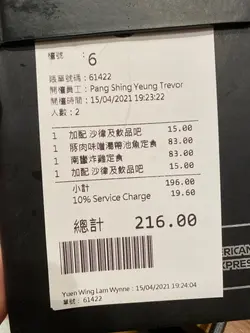 檯號： 6
賬單號碼：61422
開檯員工：Pang Shing Yeung Trevor
開檯時間：15/04/2021 19:23:22
人數：2
1 加配 沙律及飲品吧 15.00
1 豚肉味噌湯帶池魚定食 83.00
1 南蠻炸雞定食 83.00
1 加配 沙律及飲品吧 15.00
小計 196.00
10% Service Charge 19.60
總計 216.00
Yuen Wing Lam Wynne : 15/04/2021 19:24:04
單號： 61422